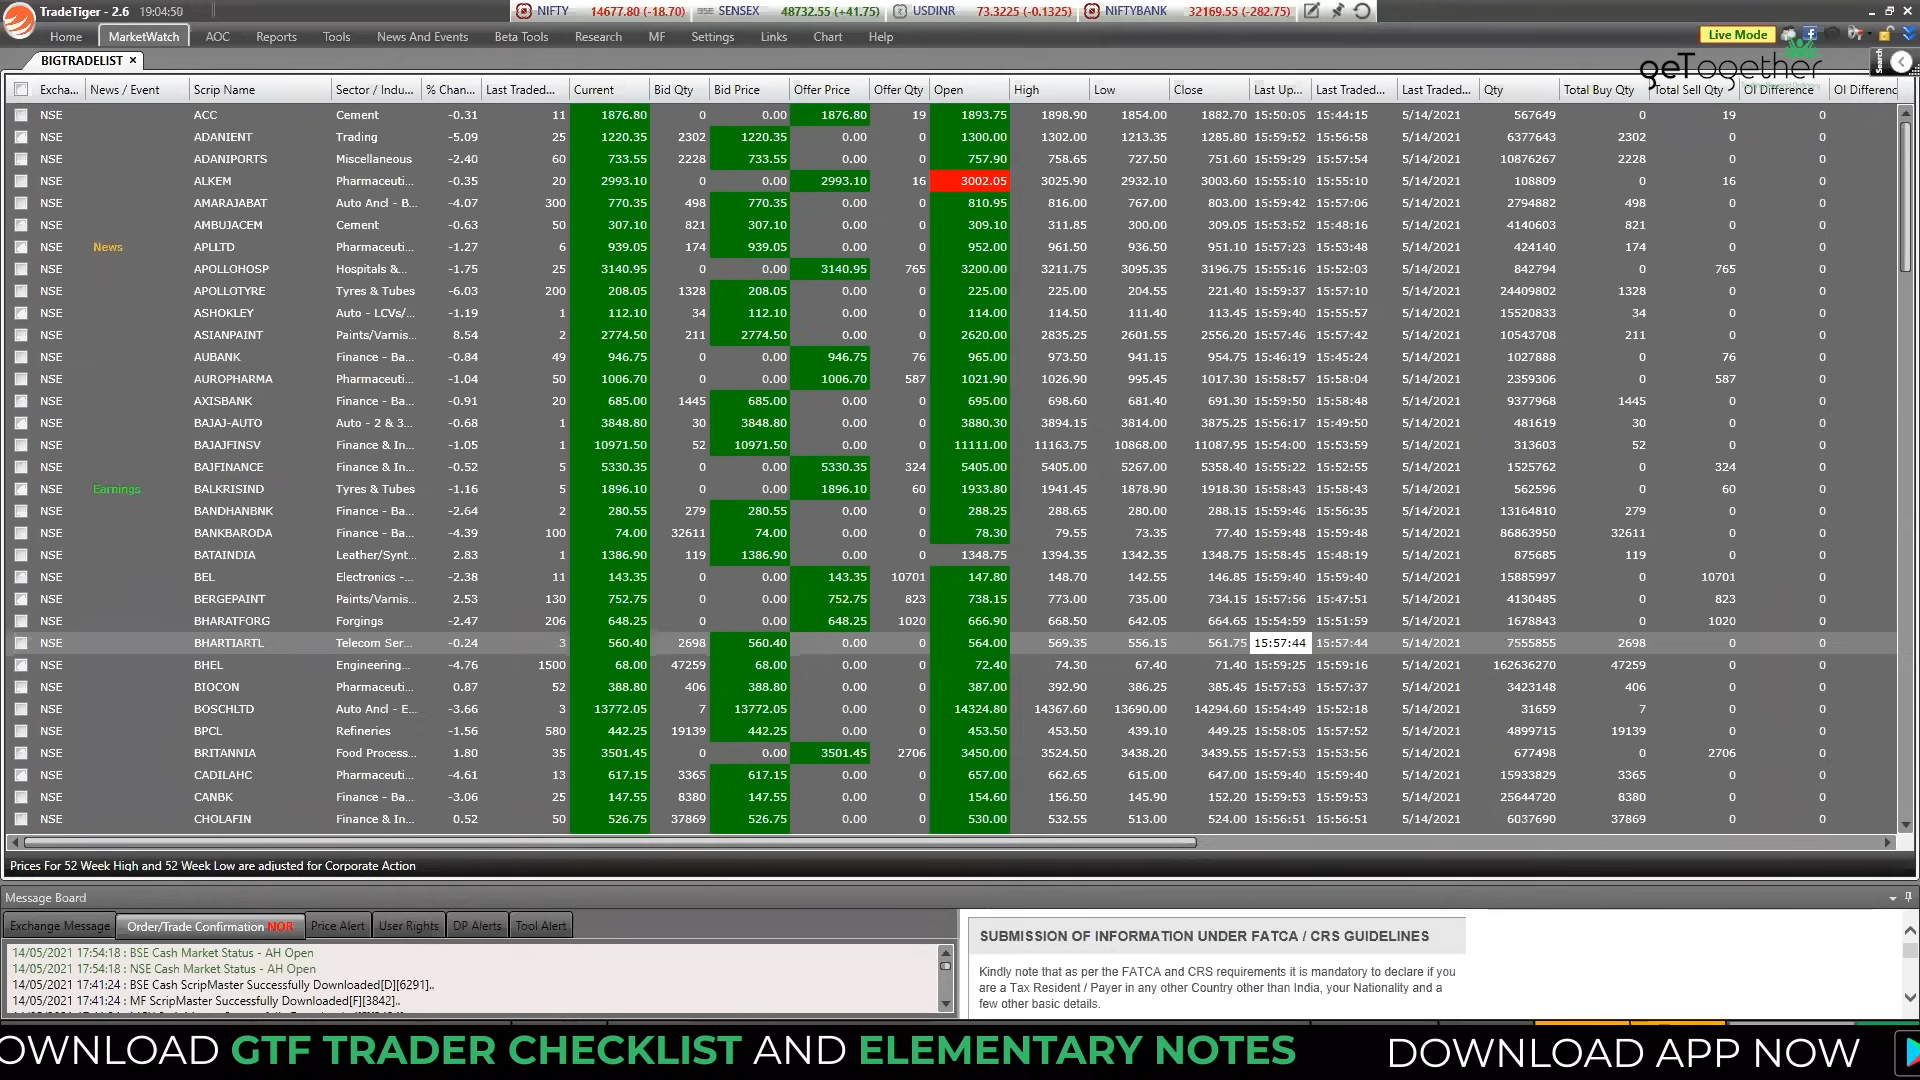 TradeTiger - 2.6 19:04:50 NIFTY 14677.80 (-18.70) SENSEX 48732.55 (+41.75) USDINR 73.3225 (-0.1325) NIFTYBANK 32169.55 (-282.75)
Home MarketWatch AOC Reports Tools News And Events Beta Tools Research MF Settings Links Chart Help Live Mode
BIGTRADELIST × geTogether Search
Excha... News / Event Scrip Name Sector / Indu... % Chan... Last Traded... Current Bid Qty Bid Price Offer Price Offer Qty Open High Low Close Last Up... Last Traded... Last Traded... Qty Total Buy Qty Total Sell Qty OI Difference OI Differenc
NSE ACC Cement -0.31 11 1876.80 0 0.00 1876.80 19 1893.75 1898.90 1854.00 1882.70 15:50:05 15:44:15 5/14/2021 567649 0 19 0
NSE ADANIENT Trading -5.09 25 1220.35 2302 1220.35 0.00 0 1300.00 1302.00 1213.35 1285.80 15:59:52 15:56:58 5/14/2021 6377643 2302 0 0
NSE ADANIPORTS Miscellaneous -2.40 60 733.55 2228 733.55 0.00 0 757.90 758.65 727.50 751.60 15:59:29 15:57:54 5/14/2021 10876267 2228 0 0
NSE ALKEM Pharmaceuti... -0.35 20 2993.10 0 0.00 2993.10 16 3002.05 3025.90 2932.10 3003.60 15:55:10 15:55:10 5/14/2021 108809 0 16 0
NSE AMARAJABAT Auto Ancl - B... -4.07 300 770.35 498 770.35 0.00 0 810.95 816.00 767.00 803.00 15:59:42 15:57:06 5/14/2021 2794882 498 0 0
NSE AMBUJACEM Cement -0.63 50 307.10 821 307.10 0.00 0 309.10 311.85 300.00 309.05 15:53:52 15:48:16 5/14/2021 4140603 821 0 0
NSE News APLLTD Pharmaceuti... -1.27 6 939.05 174 939.05 0.00 0 952.00 961.50 936.50 951.10 15:57:23 15:53:48 5/14/2021 424140 174 0 0
NSE APOLLOHOSP Hospitals &... -1.75 25 3140.95 0 0.00 3140.95 765 3200.00 3211.75 3095.35 3196.75 15:55:16 15:52:03 5/14/2021 842794 0 765 0
NSE APOLLOTYRE Tyres & Tubes -6.03 200 208.05 1328 208.05 0.00 0 225.00 225.00 204.55 221.40 15:59:37 15:57:10 5/14/2021 24409802 1328 0 0
NSE ASHOKLEY Auto - LCVs/... -1.19 1 112.10 34 112.10 0.00 0 114.00 114.50 111.40 113.45 15:59:40 15:55:57 5/14/2021 15520833 34 0 0
NSE ASIANPAINT Paints/Varnis... 8.54 2 2774.50 211 2774.50 0.00 0 2620.00 2835.25 2601.55 2556.20 15:57:46 15:57:42 5/14/2021 10543708 211 0 0
NSE AUBANK Finance - Ba... -0.84 49 946.75 0 0.00 946.75 76 965.00 973.50 941.15 954.75 15:46:19 15:45:24 5/14/2021 1027888 0 76 0
NSE AUROPHARMA Pharmaceuti... -1.04 50 1006.70 0 0.00 1006.70 587 1021.90 1026.90 995.45 1017.30 15:58:57 15:58:04 5/14/2021 2359306 0 587 0
NSE AXISBANK Finance - Ba... -0.91 20 685.00 1445 685.00 0.00 0 695.00 698.60 681.40 691.30 15:59:50 15:58:48 5/14/2021 9377968 1445 0 0
NSE BAJAJ-AUTO Auto - 2 & 3... -0.68 1 3848.80 30 3848.80 0.00 0 3880.30 3894.15 3814.00 3875.25 15:56:17 15:49:50 5/14/2021 481619 30 0 0
NSE BAJAJFINSV Finance & In... -1.05 1 10971.50 52 10971.50 0.00 0 11111.00 11163.75 10868.00 11087.95 15:54:00 15:53:59 5/14/2021 313603 52 0 0
NSE BAJFINANCE Finance & In... -0.52 5 5330.35 0 0.00 5330.35 324 5405.00 5405.00 5267.00 5358.40 15:55:22 15:52:55 5/14/2021 1525762 0 324 0
NSE Earnings BALKRISIND Tyres & Tubes -1.16 5 1896.10 0 0.00 1896.10 60 1933.80 1941.45 1878.90 1918.30 15:58:43 15:58:43 5/14/2021 562596 0 60 0
NSE BANDHANBNK Finance - Ba... -2.64 2 280.55 279 280.55 0.00 0 288.25 288.65 280.00 288.15 15:59:46 15:56:35 5/14/2021 13164810 279 0 0
NSE BANKBARODA Finance - Ba... -4.39 100 74.00 32611 74.00 0.00 0 78.30 79.55 73.35 77.40 15:59:48 15:59:48 5/14/2021 86863950 32611 0 0
NSE BATAINDIA Leather/Synt... 2.83 1 1386.90 119 1386.90 0.00 0 1348.75 1394.35 1342.35 1348.75 15:58:45 15:48:19 5/14/2021 875685 119 0 0
NSE BEL Electronics -... -2.38 11 143.35 0 0.00 143.35 10701 147.80 148.70 142.55 146.85 15:59:40 15:59:40 5/14/2021 15885997 0 10701 0
NSE BERGEPAINT Paints/Varnis... 2.53 130 752.75 0 0.00 752.75 823 738.15 773.00 735.00 734.15 15:57:56 15:47:51 5/14/2021 4130485 0 823 0
NSE BHARATFORG Forgings -2.47 206 648.25 0 0.00 648.25 1020 666.90 668.50 642.05 664.65 15:54:59 15:51:59 5/14/2021 1678843 0 1020 0
NSE BHARTIARTL Telecom Ser... -0.24 3 560.40 2698 560.40 0.00 0 564.00 569.35 556.15 561.75 15:57:44 15:57:44 5/14/2021 7555855 2698 0 0
NSE BHEL Engineering... -4.76 1500 68.00 47259 68.00 0.00 0 72.40 74.30 67.40 71.40 15:59:25 15:59:16 5/14/2021 162636270 47259 0 0
NSE BIOCON Pharmaceuti... 0.87 52 388.80 406 388.80 0.00 0 387.00 392.90 386.25 385.45 15:57:53 15:57:37 5/14/2021 3423148 406 0 0
NSE BOSCHLTD Auto Ancl - E... -3.66 3 13772.05 7 13772.05 0.00 0 14324.80 14367.60 13690.00 14294.60 15:54:49 15:52:18 5/14/2021 31659 7 0 0
NSE BPCL Refineries -1.56 580 442.25 19139 442.25 0.00 0 453.50 453.50 439.10 449.25 15:58:05 15:57:52 5/14/2021 4899715 19139 0 0
NSE BRITANNIA Food Process... 1.80 35 3501.45 0 0.00 3501.45 2706 3450.00 3524.50 3438.20 3439.55 15:57:53 15:53:56 5/14/2021 677498 0 2706 0
NSE CADILAHC Pharmaceuti... -4.61 13 617.15 3365 617.15 0.00 0 657.00 662.65 615.00 647.00 15:59:40 15:59:40 5/14/2021 15933829 3365 0 0
NSE CANBK Finance - Ba... -3.06 25 147.55 8380 147.55 0.00 0 154.60 156.50 145.90 152.20 15:59:53 15:59:53 5/14/2021 25644720 8380 0 0
NSE CHOLAFIN Finance & In... 0.52 50 526.75 37869 526.75 0.00 0 530.00 532.55 513.00 524.00 15:56:51 15:56:51 5/14/2021 6037690 37869 0 0
Prices For 52 Week High and 52 Week Low are adjusted for Corporate Action
Message Board
Exchange Message Order/Trade Confirmation NOR Price Alert User Rights DP Alerts Tool Alert
14/05/2021 17:54:18 : BSE Cash Market Status - AH Open
14/05/2021 17:54:18 : NSE Cash Market Status - AH Open
14/05/2021 17:41:24 : BSE Cash ScripMaster Successfully Downloaded[D][6291]..
14/05/2021 17:41:24 : MF ScripMaster Successfully Downloaded[F][3842]..
SUBMISSION OF INFORMATION UNDER FATCA / CRS GUIDELINES
Kindly note that as per the FATCA and CRS requirements it is mandatory to declare if you
are a Tax Resident / Payer in any other Country other than India, your Nationality and a
few other basic details.
OWNLOAD GTF TRADER CHECKLIST AND ELEMENTARY NOTES DOWNLOAD APP NOW